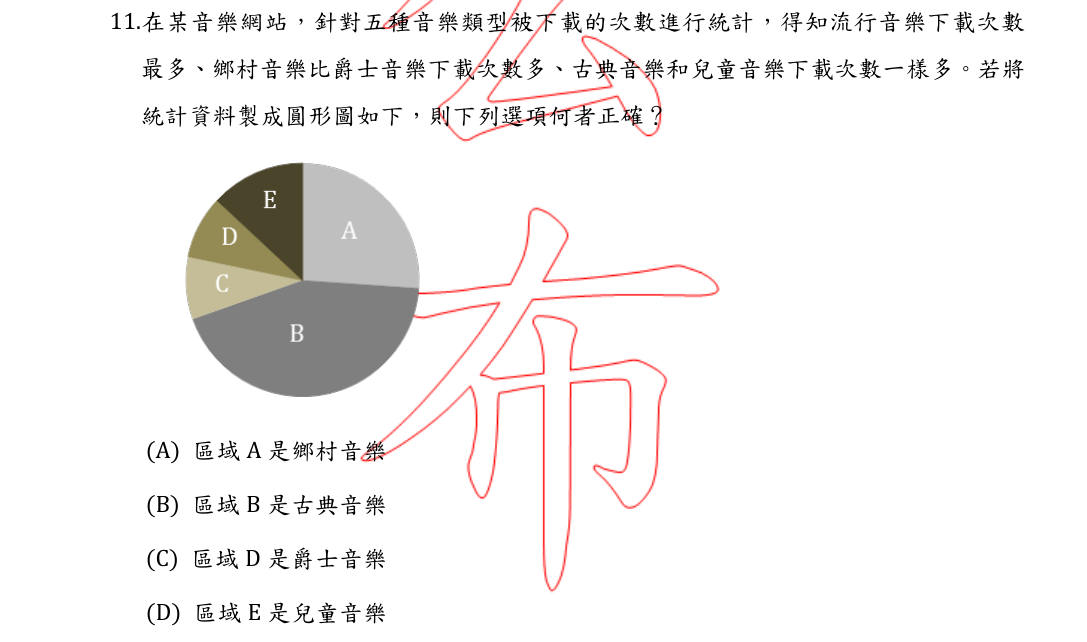 11.在某音樂網站，針對五種音樂類型被下載的次數進行統計，得知流行音樂下載次數
最多、鄉村音樂比爵士音樂下載次數多、古典音樂和兒童音樂下載次數一樣多。若將
統計資料製成圓形圖如下，則下列選項何者正確？
E
A
D
C
B
布
(A) 區域 A 是鄉村音樂
(B) 區域 B 是古典音樂
(C) 區域 D 是爵士音樂
(D) 區域 E 是兒童音樂